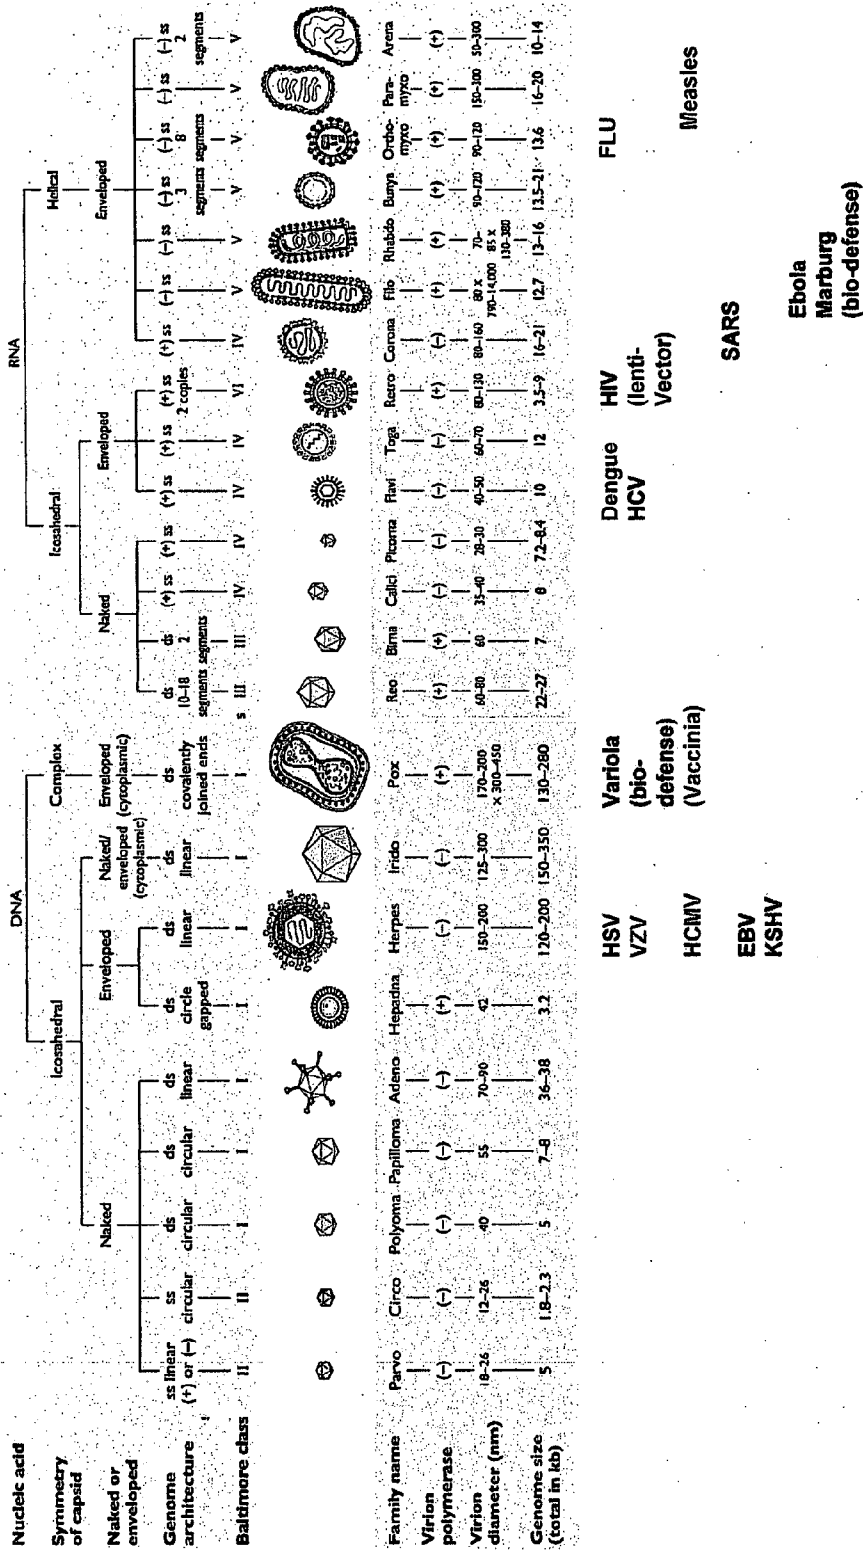 Nucleic acid
DNA
RNA
Symmetry
of capsid
Icosahedral
Complex
Icosahedral
Helical
Naked or
enveloped
Naked
Enveloped
Naked/
enveloped
(cytoplasmic)
Enveloped
(cytoplasmic)
Naked
Enveloped
Enveloped
Genome
architecture
ss linear
(+) or (−)
ss
circular
ds
circular
ds
circular
ds
linear
ds
circle
gapped
ds
linear
ds
linear
ds
covalently
joined ends
ds
10–18
segments
ds
2
segments
(+) ss
(+) ss
(+) ss
(+) ss
(+) ss
2 copies
(+) ss
(−) ss
(−) ss
(−) ss
3
segments
(−) ss
8
segments
(−) ss
(−) ss
2
segments
Baltimore class
II
II
I
I
I
I
I
I
I
s
III
III
IV
IV
IV
IV
VI
IV
V
V
V
V
V
V
Family name
Parvo
Circo
Polyoma
Papilloma
Adeno
Hepadna
Herpes
Irido
Pox
Reo
Birna
Calici
Picorna
Flavi
Toga
Retro
Corona
Filo
Rhabdo
Bunya
Ortho-
myxo
Para-
myxo
Arena
Virion
polymerase
(−)
(−)
(−)
(−)
(−)
(+)
(−)
(−)
(+)
(+)
(+)
(−)
(−)
(−)
(−)
(+)
(−)
(+)
(+)
(+)
(+)
(+)
(+)
Virion
diameter (nm)
18–26
12–26
40
55
70–90
42
150–200
125–300
170–200
x 300–450
60–80
60
35–40
28–30
40–50
60–70
80–130
80–160
80 x
790–14,000
70–
85 x
130–380
90–120
90–120
150–300
50–300
Genome size
(total in kb)
5
1.8–2.3
5
7–8
36–38
3.2
120–200
150–350
130–280
22–27
7
8
7.2–8.4
10
12
3.5–9
16–21
12.7
13–16
13.5–21
13.6
16–20
10–14
HSV
VZV
HCMV
EBV
KSHV
Variola
(bio-
defense)
(Vaccinia)
Dengue
HCV
HIV
(lenti-
Vector)
SARS
Ebola
Marburg
(bio-defense)
FLU
Measles